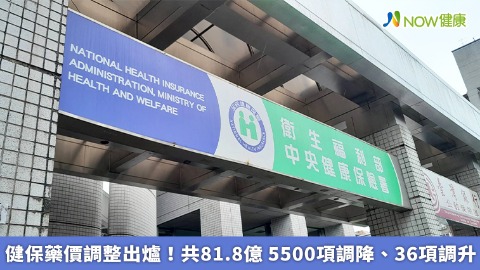 NOW健康
NATIONAL HEALTH INSURANCE
ADMINISTRATION, MINISTRY OF
HEALTH AND WELFARE
衛生福利部
中央健康保險署
健保藥價調整出爐！共81.8億 5500項調降、36項調升